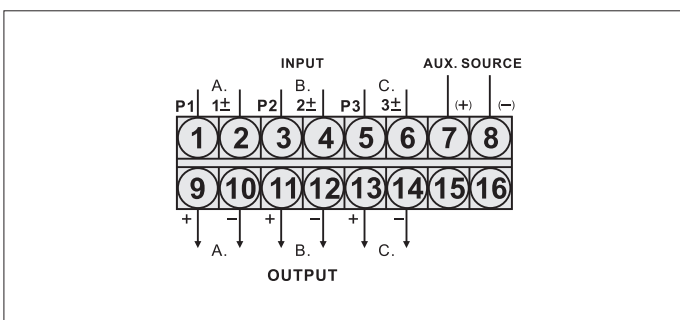 INPUT AUX. SOURCE
A. B. C.
P1 1± P2 2± P3 3± (+) (−)
1 2 3 4 5 6 7 8
9 10 11 12 13 14 15 16
+ − + − + −
A. B. C.
OUTPUT